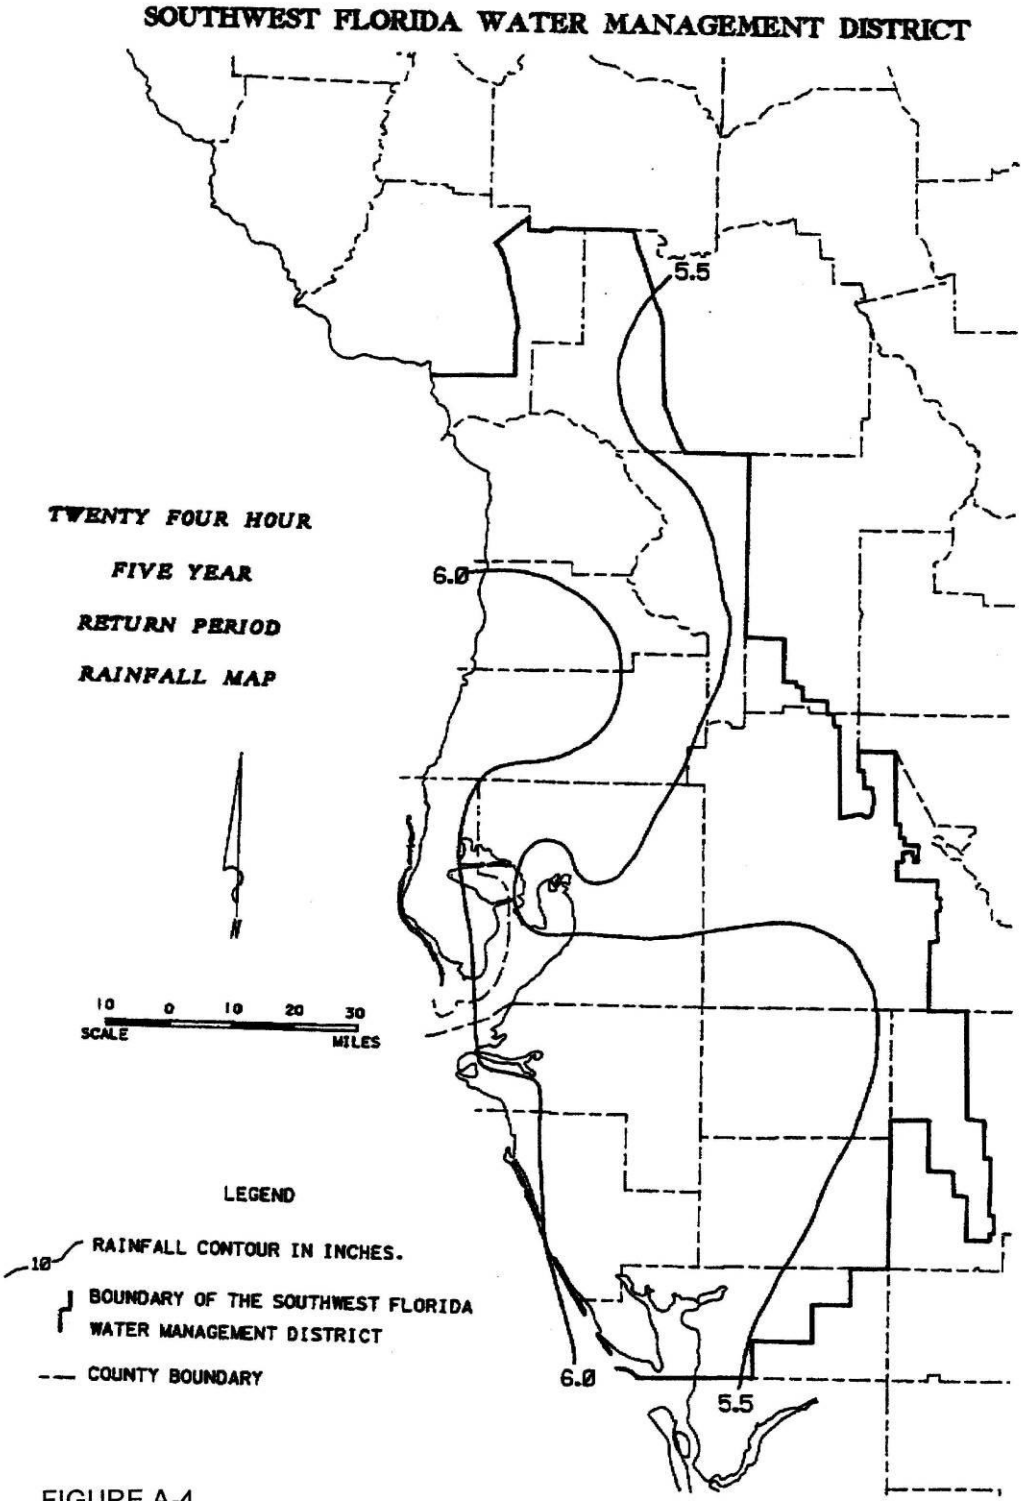 SOUTHWEST FLORIDA WATER MANAGEMENT DISTRICT
5.5
TWENTY FOUR HOUR
FIVE YEAR
RETURN PERIOD
RAINFALL MAP
6.0
N
10 0 10 20 30
SCALE MILES
LEGEND
10 RAINFALL CONTOUR IN INCHES.
BOUNDARY OF THE SOUTHWEST FLORIDA
WATER MANAGEMENT DISTRICT
COUNTY BOUNDARY
6.0
5.5
FIGURE A-4